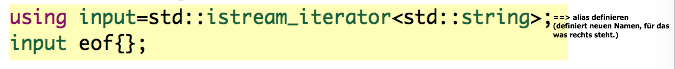 using input=std::istream_iterator<std::string>;==> alias definieren
(definiert neuen Namen, für das
input eof{}; was rechts steht.)